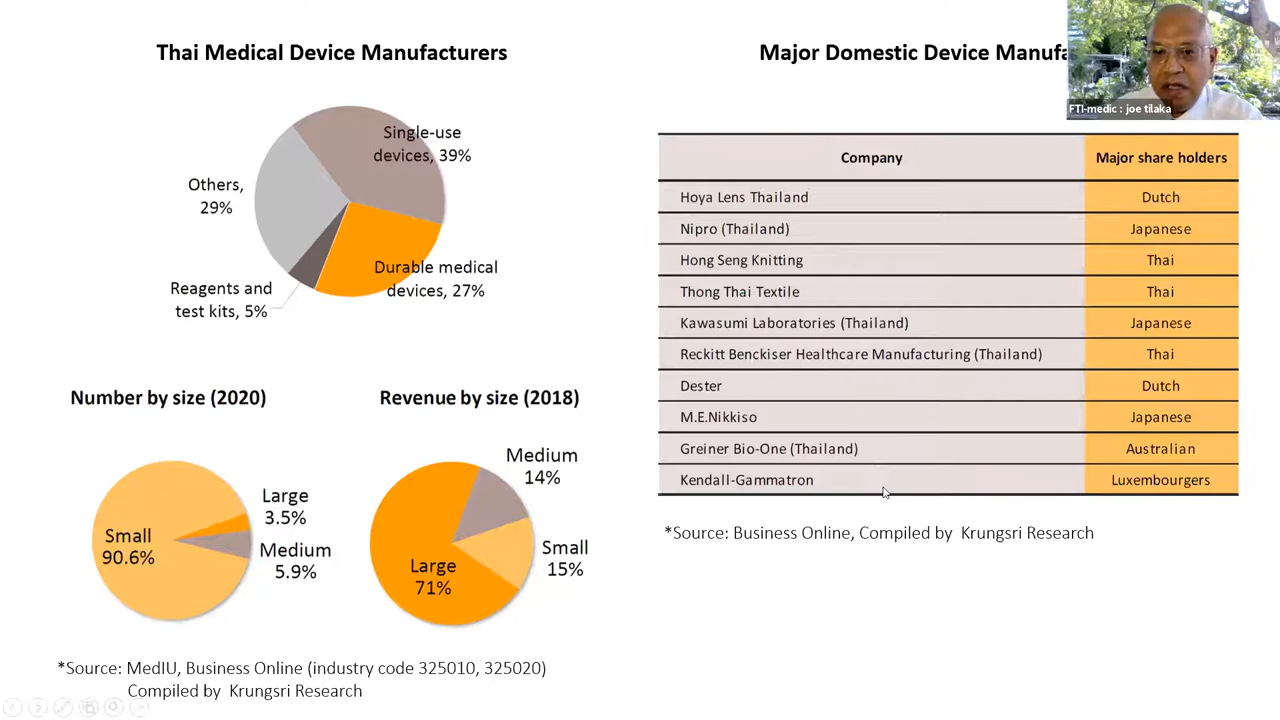 Thai Medical Device Manufacturers
Single-use
devices, 39%
Others,
29%
Durable medical
devices, 27%
Reagents and
test kits, 5%
Number by size (2020)
Small
90.6%
Large
3.5%
Medium
5.9%
Revenue by size (2018)
Medium
14%
Small
15%
Large
71%
*Source: MedIU, Business Online (industry code 325010, 325020)
Compiled by Krungsri Research
Major Domestic Device Manufa
FTI-medic : joe tilaka
Company Major share holders
Hoya Lens Thailand Dutch
Nipro (Thailand) Japanese
Hong Seng Knitting Thai
Thong Thai Textile Thai
Kawasumi Laboratories (Thailand) Japanese
Reckitt Benckiser Healthcare Manufacturing (Thailand) Thai
Dester Dutch
M.E.Nikkiso Japanese
Greiner Bio-One (Thailand) Australian
Kendall-Gammatron Luxembourgers
*Source: Business Online, Compiled by Krungsri Research